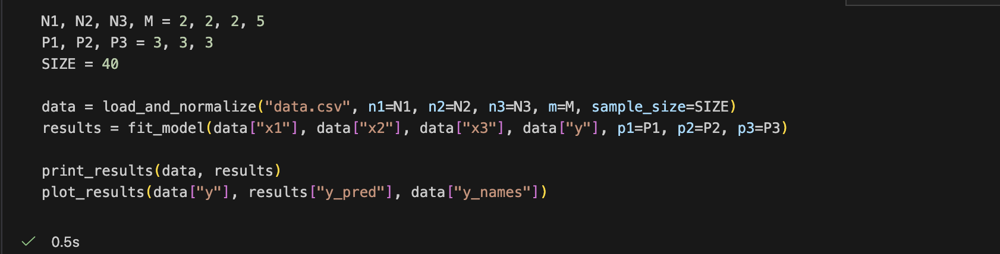 N1, N2, N3, M = 2, 2, 2, 5
P1, P2, P3 = 3, 3, 3
SIZE = 40
data = load_and_normalize("data.csv", n1=N1, n2=N2, n3=N3, m=M, sample_size=SIZE)
results = fit_model(data["x1"], data["x2"], data["x3"], data["y"], p1=P1, p2=P2, p3=P3)
print_results(data, results)
plot_results(data["y"], results["y_pred"], data["y_names"])
0.5s